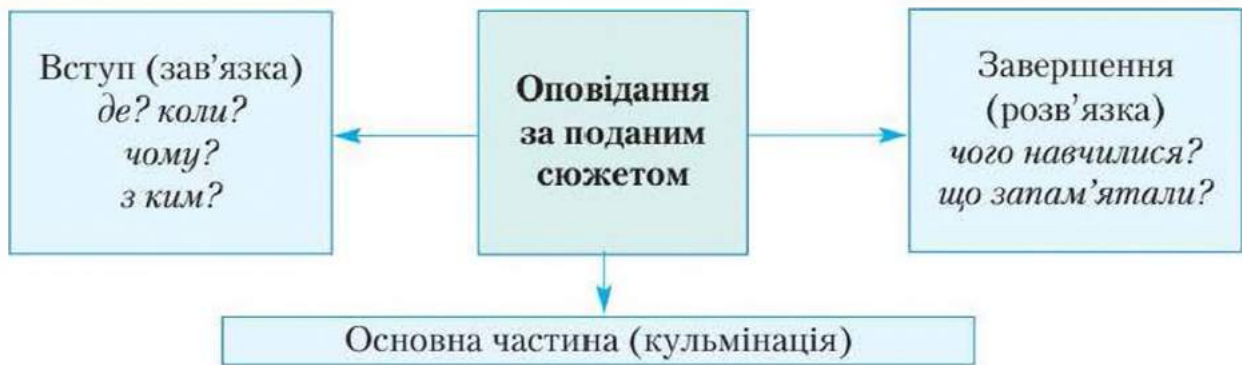 Вступ (зав’язка)
де? коли?
чому?
з ким?
Оповідання
за поданим
сюжетом
Завершення
(розв’язка)
чого навчилися?
що запам’ятали?
Основна частина (кульмінація)